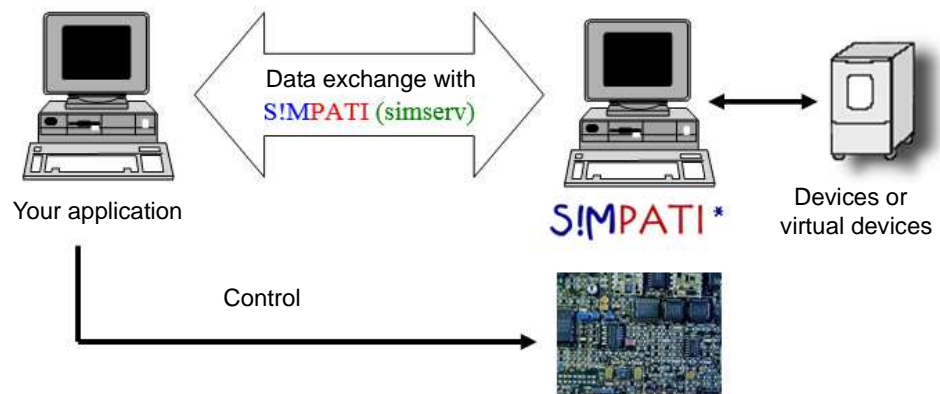 Data exchange with
S!MPATI (simserv)
Your application
S!MPATI*
Devices or
virtual devices
Control